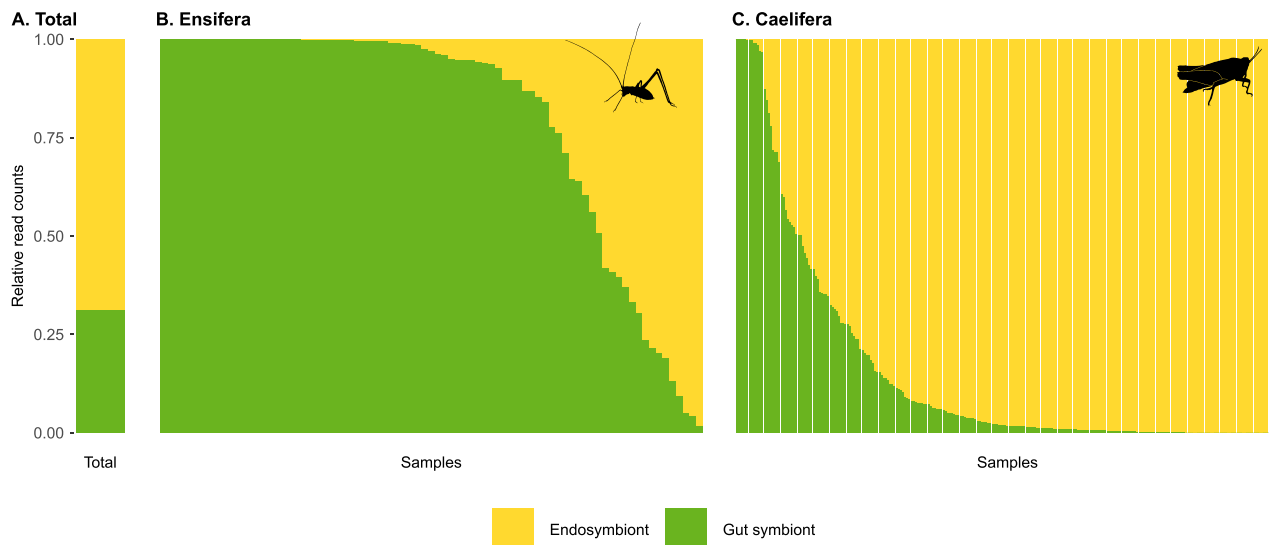 A. Total
B. Ensifera
C. Caelifera
Relative read counts
1.00
0.75
0.50
0.25
0.00
Total
Samples
Samples
Endosymbiont
Gut symbiont